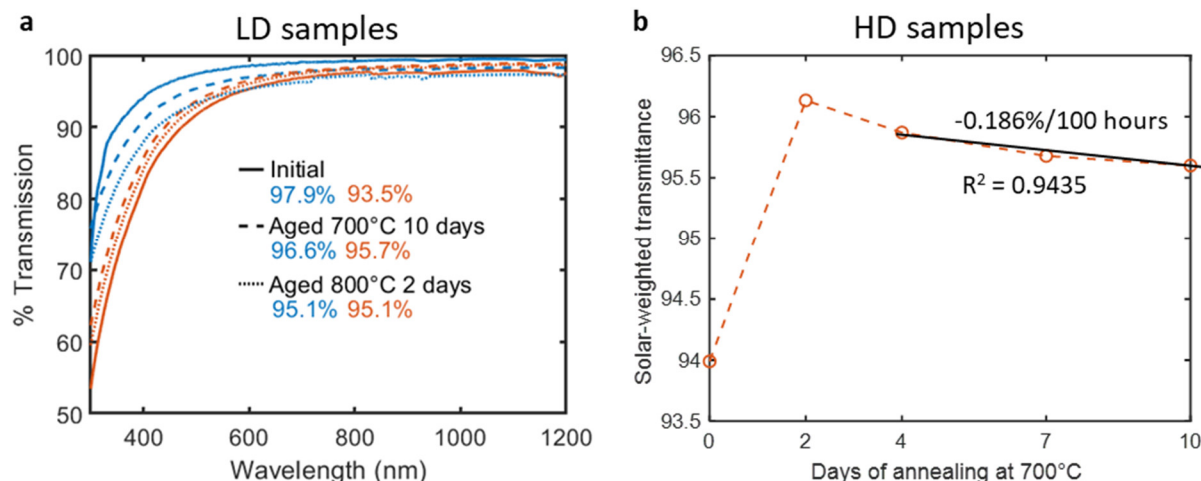 a
LD samples
100
90
80
70
60
50
% Transmission
Initial
97.9% 93.5%
Aged 700°C 10 days
96.6% 95.7%
Aged 800°C 2 days
95.1% 95.1%
400 600 800 1000 1200
Wavelength (nm)
b
HD samples
96.5
96
95.5
95
94.5
94
93.5
Solar-weighted transmittance
-0.186%/100 hours
R² = 0.9435
0 2 4 7 10
Days of annealing at 700°C